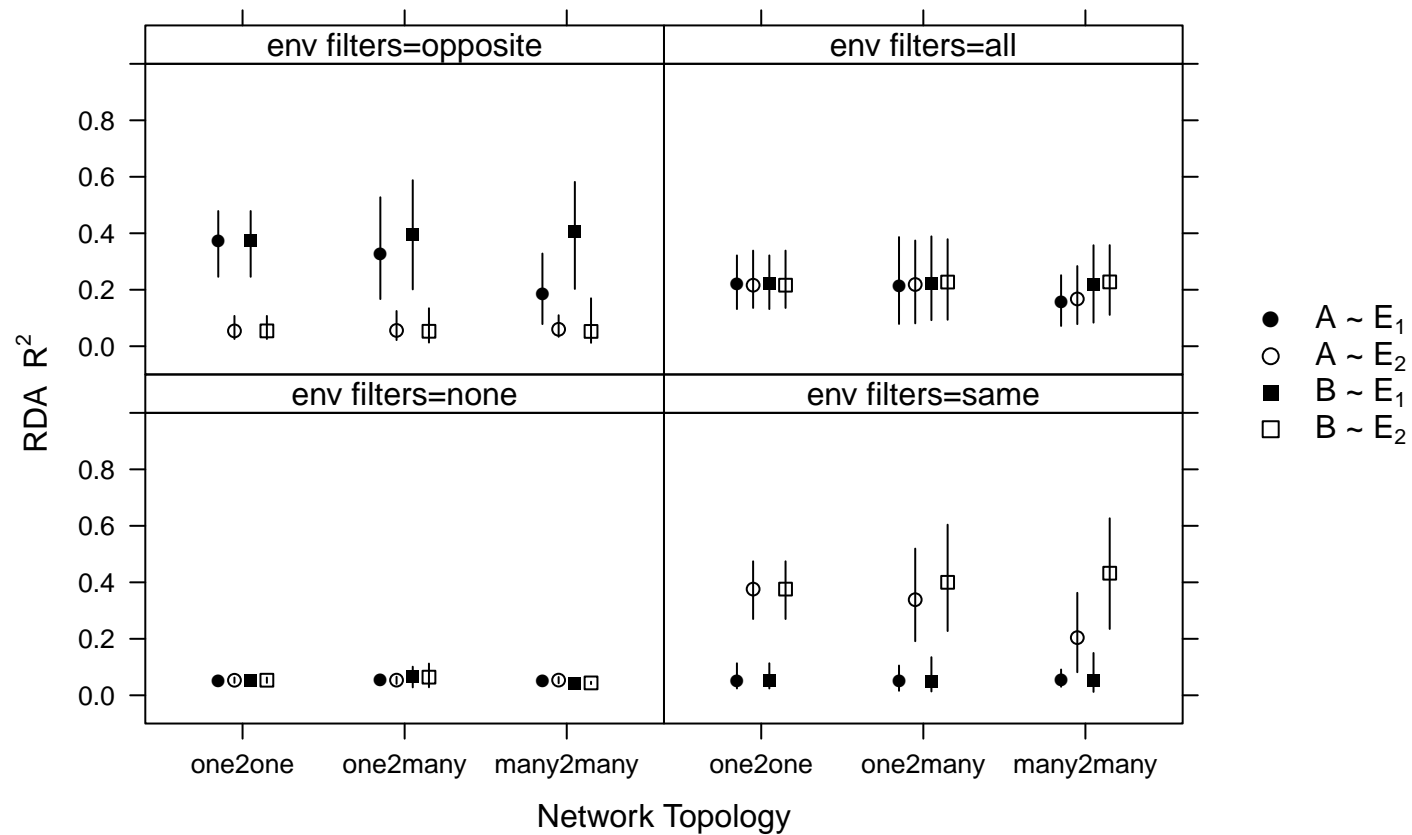 env filters=opposite
env filters=all
0.8
0.6
0.4
0.2
0.0
env filters=none
env filters=same
0.8
0.6
0.4
0.2
0.0
RDA R²
one2one one2many many2many
one2one one2many many2many
Network Topology
A ~ E₁
A ~ E₂
B ~ E₁
B ~ E₂